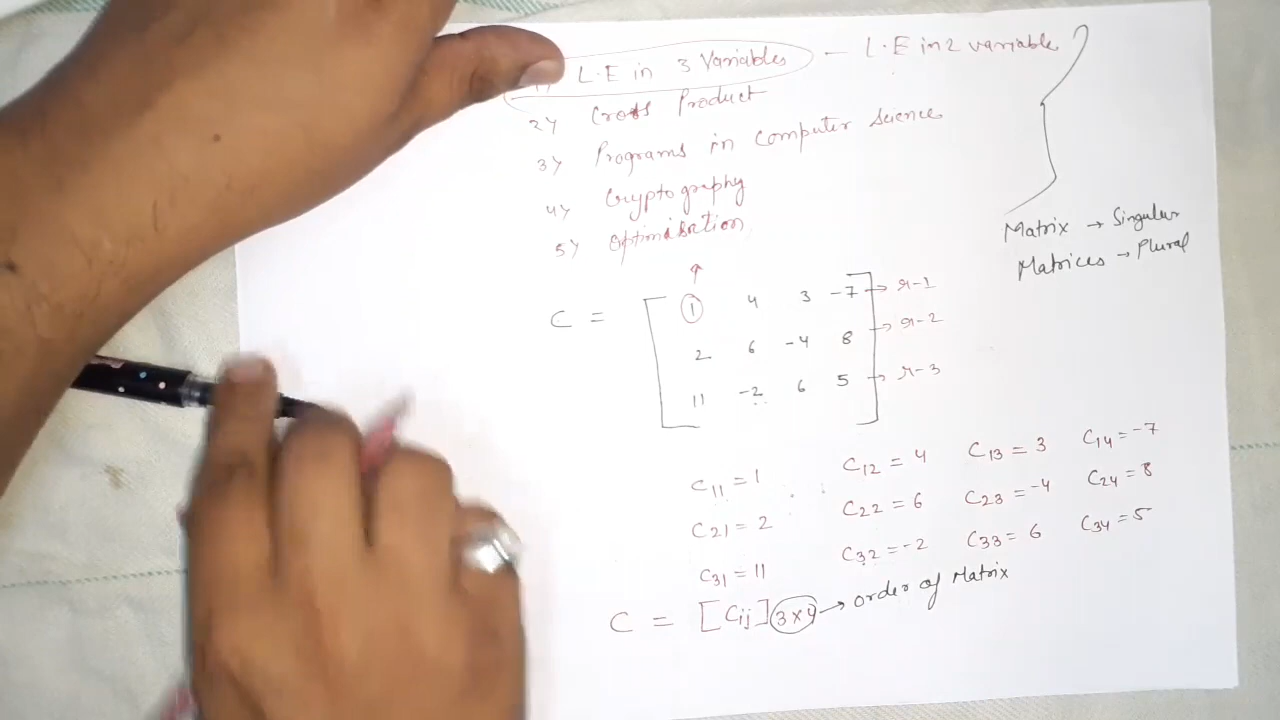 1) L.E in 3 Variables — L.E in 2 variable
2) Cross Product
3) Programs in computer science
4) Cryptography
5) Optimisation
Matrix → Singular
Matrices → Plural
C = [ 1 4 3 -7 ] → r-1
2 6 -4 8 → r-2
11 -2 6 5 → r-3
C11 = 1 C12 = 4 C13 = 3 C14 = -7
C21 = 2 C22 = 6 C23 = -4 C24 = 8
C31 = 11 C32 = -2 C33 = 6 C34 = 5
C = [Cij] 3×4 → order of Matrix